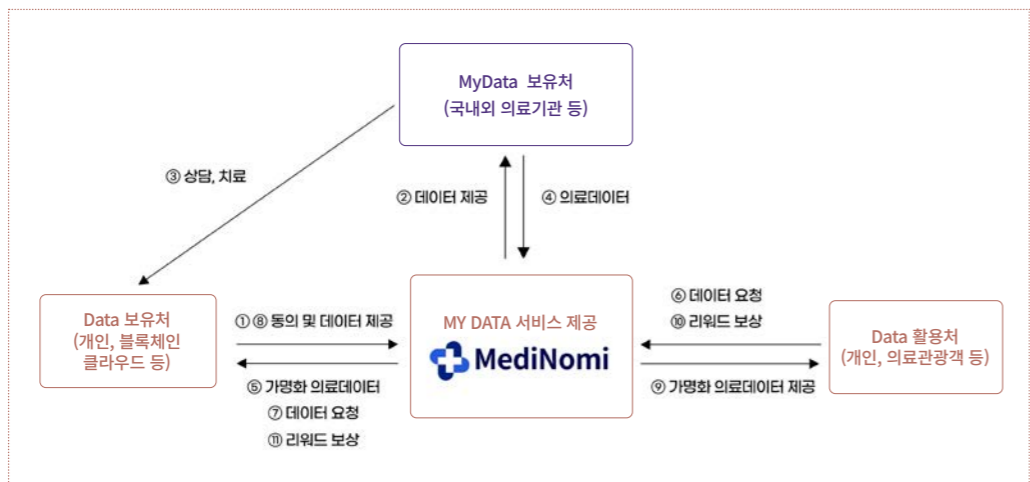 MyData 보유처
(국내외 의료기관 등)
③ 상담, 치료
② 데이터 제공
④ 의료데이터
Data 보유처
(개인, 블록체인
클라우드 등)
①⑧ 동의 및 데이터 제공
⑤ 가명화 의료데이터
⑦ 데이터 요청
⑪ 리워드 보상
MY DATA 서비스 제공
MediNomi
⑥ 데이터 요청
⑩ 리워드 보상
⑨ 가명화 의료데이터 제공
Data 활용처
(개인, 의료관광객 등)